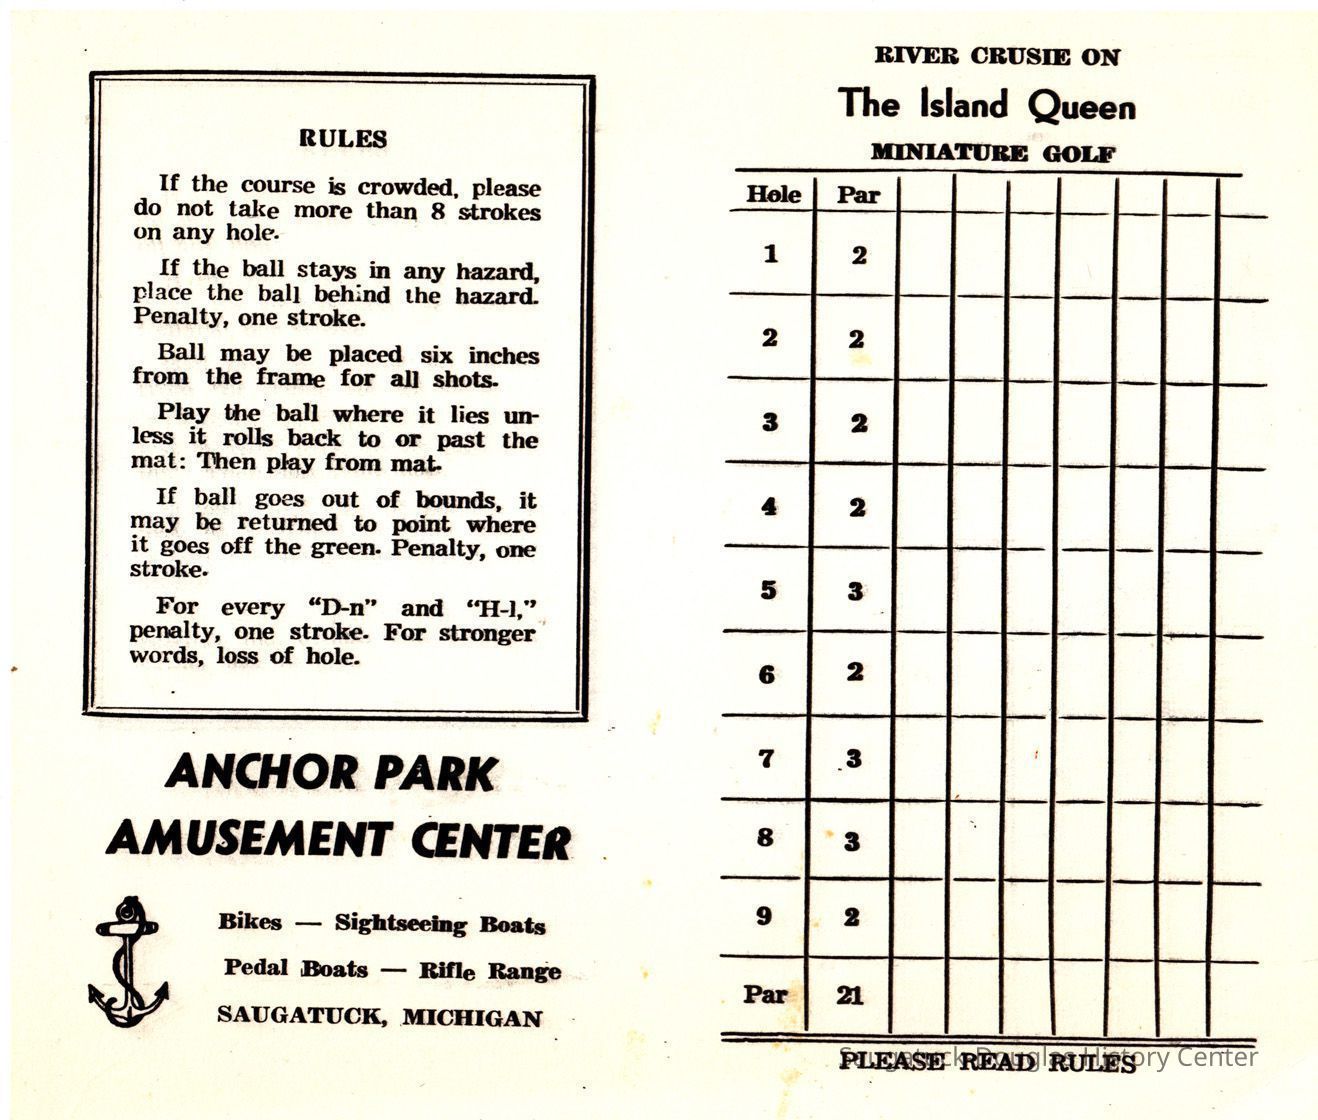 RULES
If the course is crowded, please
do not take more than 8 strokes
on any hole.
If the ball stays in any hazard,
place the ball behind the hazard.
Penalty, one stroke.
Ball may be placed six inches
from the frame for all shots.
Play the ball where it lies un-
less it rolls back to or past the
mat: Then play from mat.
If ball goes out of bounds, it
may be returned to point where
it goes off the green. Penalty, one
stroke.
For every “D-n” and “H-l,”
penalty, one stroke. For stronger
words, loss of hole.
ANCHOR PARK
AMUSEMENT CENTER
Bikes — Sightseeing Boats
Pedal Boats — Rifle Range
SAUGATUCK, MICHIGAN
RIVER CRUSIE ON
The Island Queen
MINIATURE GOLF
Hole Par
1 2
2 2
3 2
4 2
5 3
6 2
7 3
8 3
9 2
Par 21
PLEASE READ RULES
Saugatuck-Douglas History Center